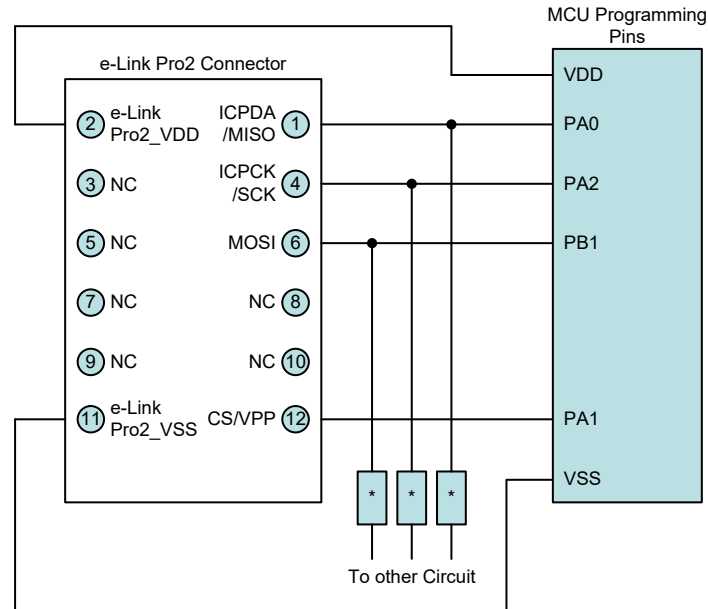 MCU Programming
Pins
e-Link Pro2 Connector
VDD
2
e-Link
Pro2_VDD
ICPDA
/MISO
1
PA0
3
NC
ICPCK
/SCK
4
PA2
5
NC
MOSI
6
PB1
7
NC
NC
8
9
NC
NC
10
11
e-Link
Pro2_VSS
CS/VPP
12
PA1
VSS
*
*
*
To other Circuit